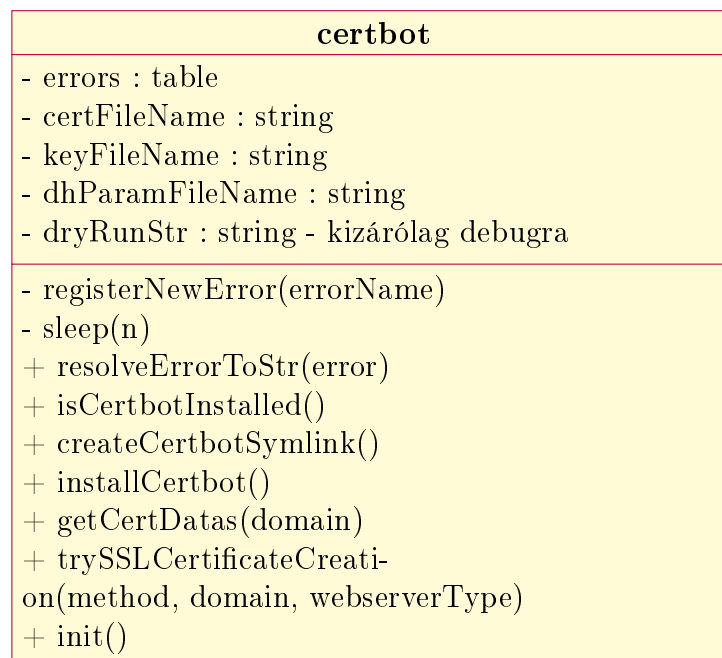 certbot
- errors : table
- certFileName : string
- keyFileName : string
- dhParamFileName : string
- dryRunStr : string - kizárólag debugra
- registerNewError(errorName)
- sleep(n)
+ resolveErrorToStr(error)
+ isCertbotInstalled()
+ createCertbotSymlink()
+ installCertbot()
+ getCertDatas(domain)
+ trySSLCertificateCreati-
on(method, domain, webserverType)
+ init()